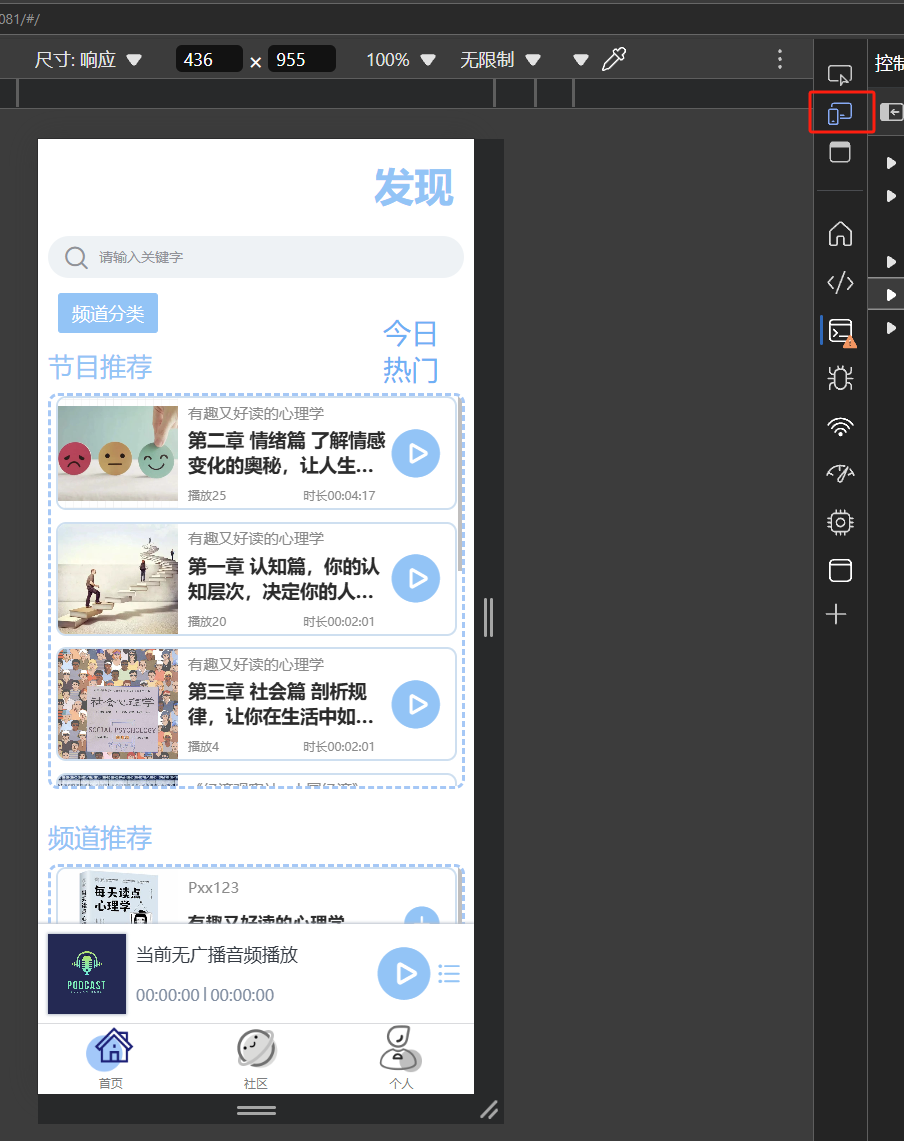 081/#/
尺寸: 响应
436
×
955
100%
无限制
控制
发现
请输入关键字
频道分类
今日
热门
节目推荐
有趣又好读的心理学
第二章 情绪篇 了解情感
变化的奥秘，让人生...
播放25
时长00:04:17
有趣又好读的心理学
第一章 认知篇，你的认
知层次，决定你的人...
播放20
时长00:02:01
社会心理学
SOCIAL PSYCHOLOGY
有趣又好读的心理学
第三章 社会篇 剖析规
律，让你在生活中如...
播放4
时长00:02:01
频道推荐
每天读点
心理学
Pxx123
有趣又好读的心理学
PODCAST
当前无广播音频播放
00:00:00 | 00:00:00
首页
社区
个人